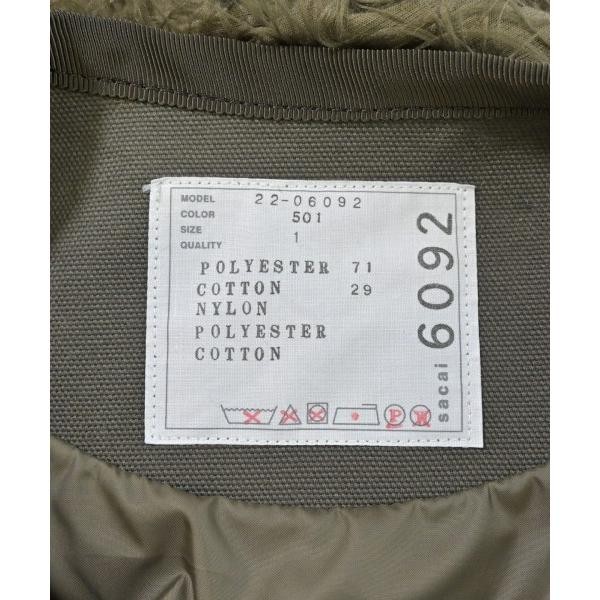 MODEL 22-06092
COLOR 501
SIZE 1
QUALITY
POLYESTER 71
COTTON 29
NYLON
POLYESTER
COTTON
P W
sacai 6092